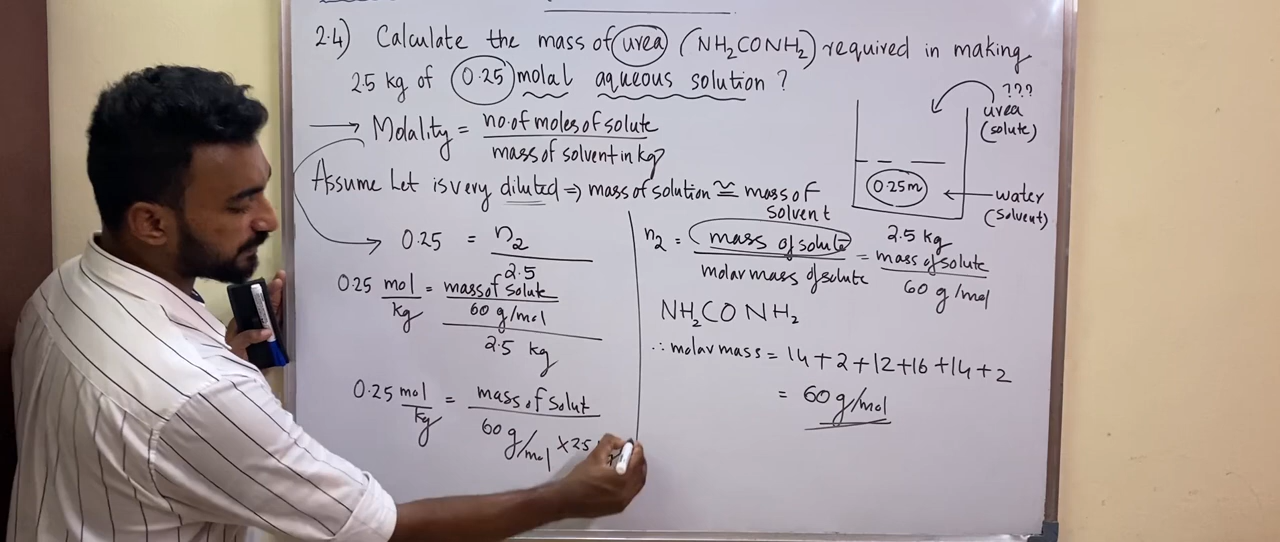 2.4) Calculate the mass of urea (NH₂CONH₂) required in making
2.5 kg of 0.25 molal aqueous solution ?
→ Molality = no.of moles of solute
mass of solvent in kg
Assume Let is very diluted ⇒ mass of solution ≅ mass of
solvent
???
urea
(solute)
0.25m
water
(solvent)
2.5 kg
0.25 = n₂
2.5
0.25 mol/kg = mass of solute
60 g/mol
2.5 kg
0.25 mol/kg = mass of solut
60 g/mol × 2.5
n₂ = mass of solute / molar mass of solute = mass of solute / 60 g/mol
NH₂CO NH₂
∴ molar mass = 14+2+12+16+14+2
= 60 g/mol